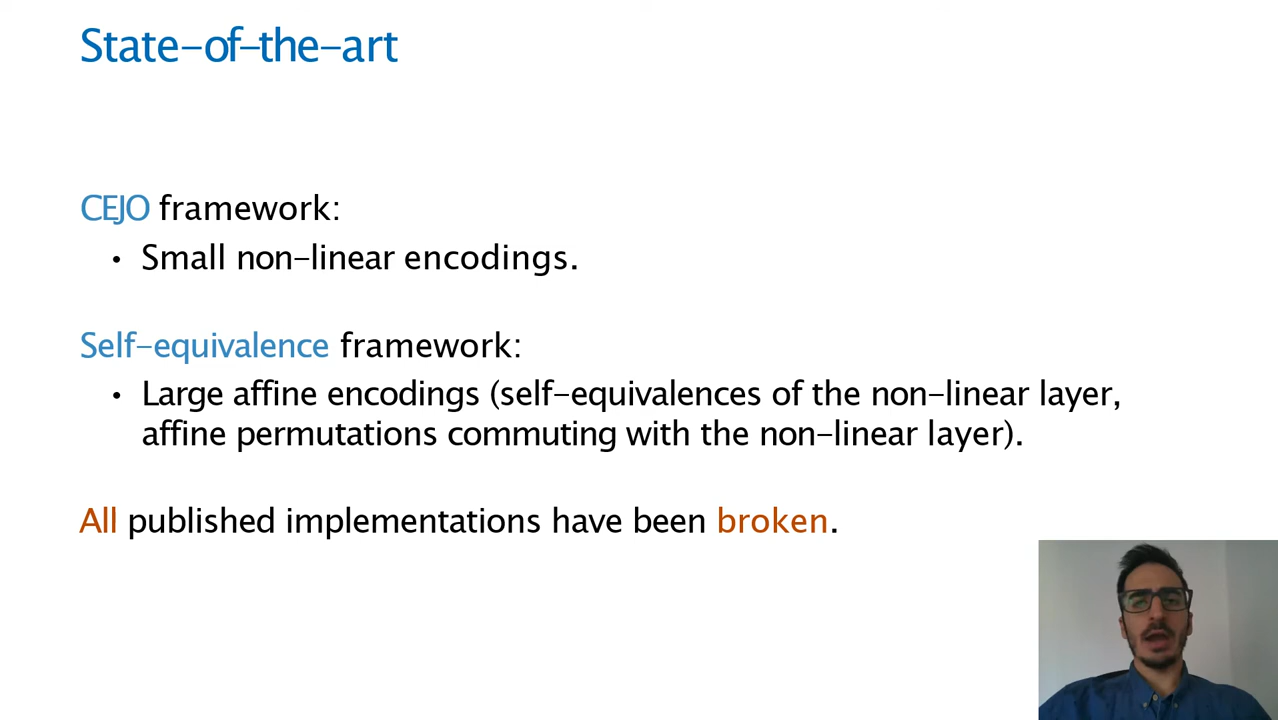 State-of-the-art
CEJO framework:
• Small non-linear encodings.
Self-equivalence framework:
• Large affine encodings (self-equivalences of the non-linear layer,
affine permutations commuting with the non-linear layer).
All published implementations have been broken.